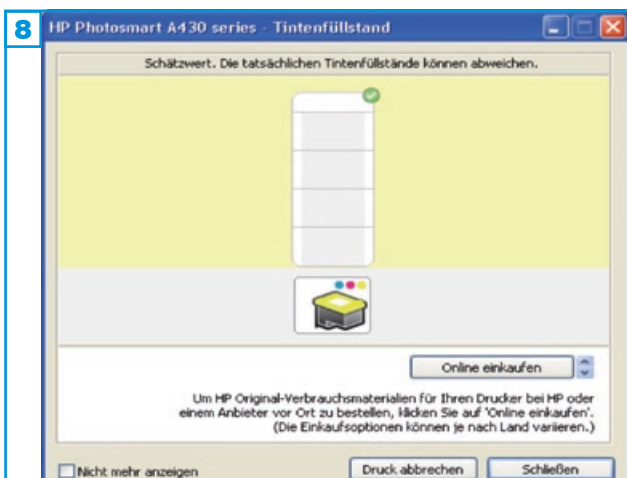 8
HP Photosmart A430 series - Tintenfüllstand
Schätzwert. Die tatsächlichen Tintenfüllstände können abweichen.
Online einkaufen
Um HP Original-Verbrauchsmaterialien für Ihren Drucker bei HP oder
einem Anbieter vor Ort zu bestellen, klicken Sie auf 'Online einkaufen'.
(Die Einkaufsoptionen können je nach Land variieren.)
Nicht mehr anzeigen Druck abbrechen Schließen